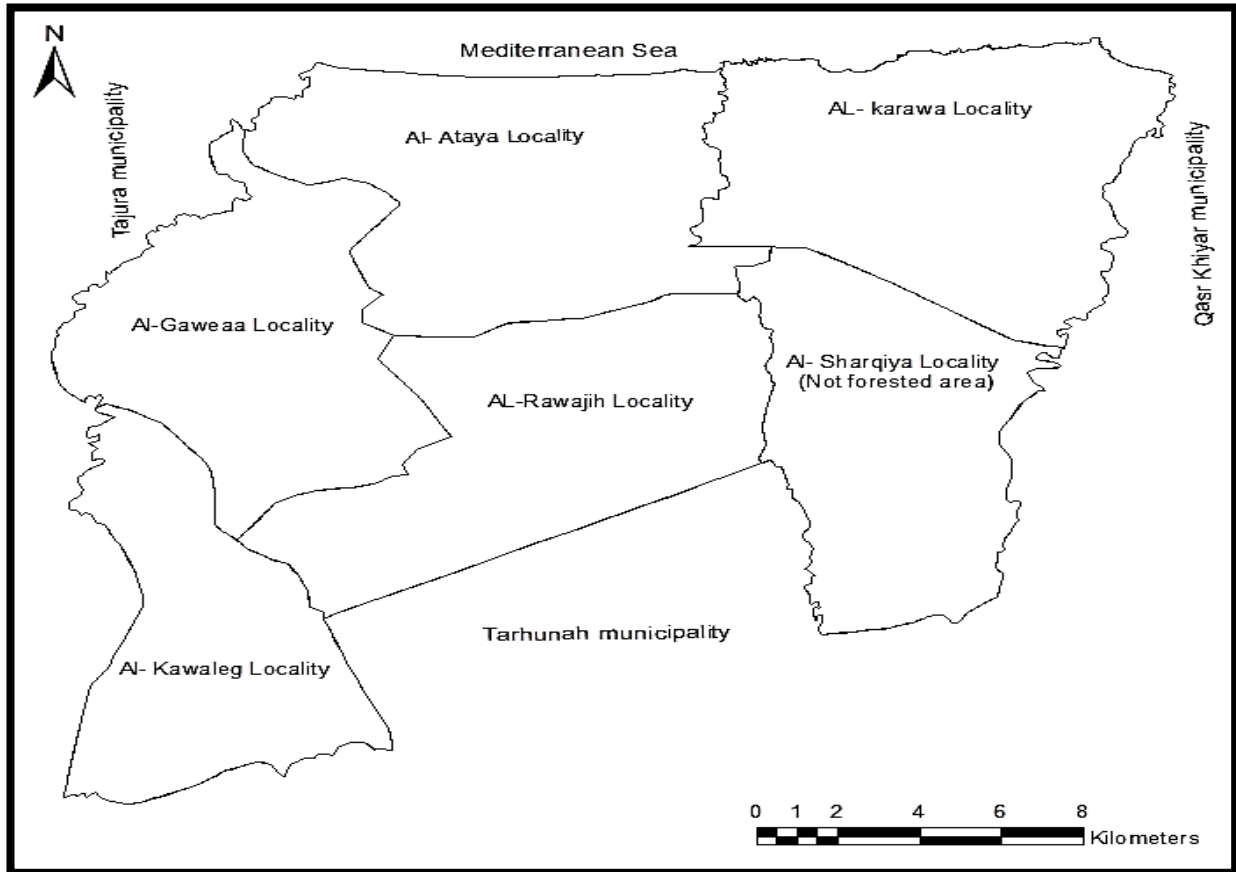 N
Mediterranean Sea
Tajura municipality
Al- Ataya Locality
AL- karawa Locality
Qasr Khiyar municipality
Al-Gaweaa Locality
Al- Sharqiya Locality
(Not forested area)
AL-Rawajih Locality
Tarhunah municipality
Al- Kawaleg Locality
0 1 2 4 6 8
Kilometers